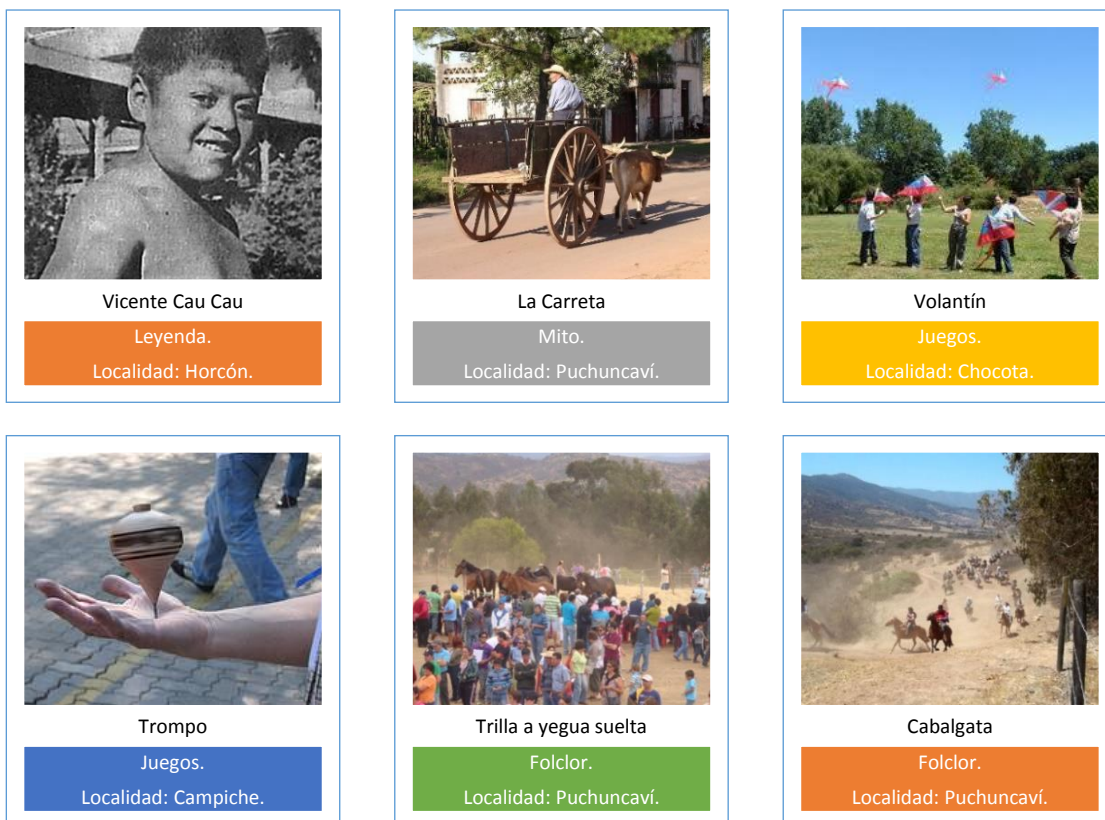 Vicente Cau Cau
Leyenda.
Localidad: Horcón.
La Carreta
Mito.
Localidad: Puchuncaví.
Volantín
Juegos.
Localidad: Chocota.
Trompo
Juegos.
Localidad: Campiche.
Trilla a yegua suelta
Folclor.
Localidad: Puchuncaví.
Cabalgata
Folclor.
Localidad: Puchuncaví.